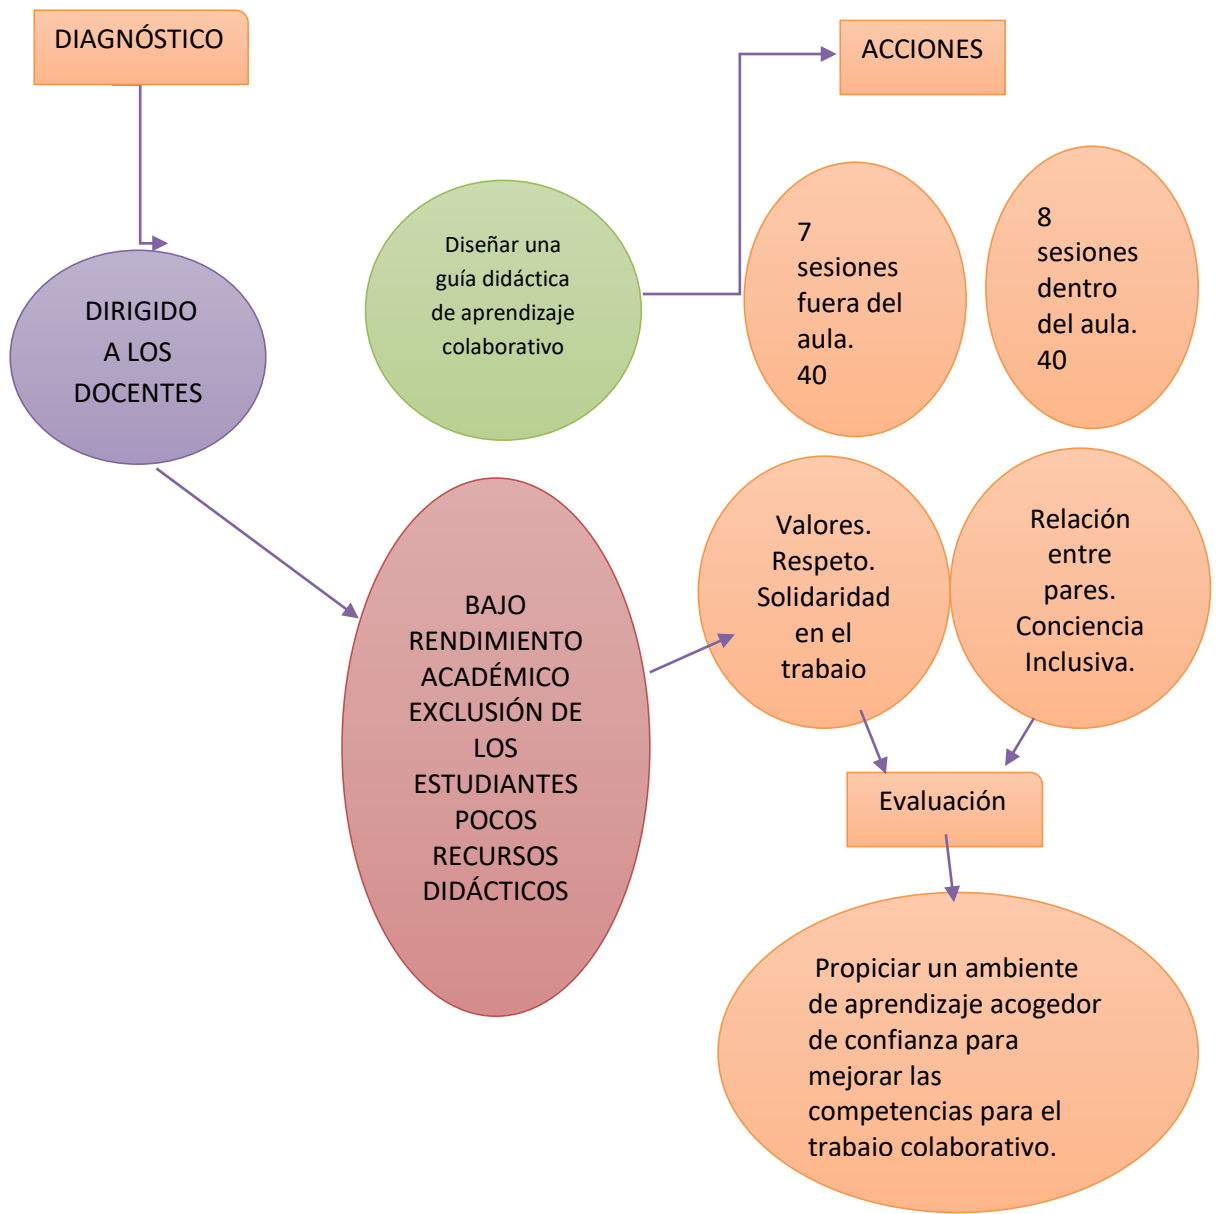 DIAGNÓSTICO
ACCIONES
DIRIGIDO
A LOS
DOCENTES
Diseñar una
guía didáctica
de aprendizaje
colaborativo
7
sesiones
fuera del
aula.
40
8
sesiones
dentro
del aula.
40
BAJO
RENDIMIENTO
ACADÉMICO
EXCLUSIÓN DE
LOS
ESTUDIANTES
POCOS
RECURSOS
DIDÁCTICOS
Valores.
Respeto.
Solidaridad
en el
trabajo
Relación
entre
pares.
Conciencia
Inclusiva.
Evaluación
Propiciar un ambiente
de aprendizaje acogedor
de confianza para
mejorar las
competencias para el
trabajo colaborativo.